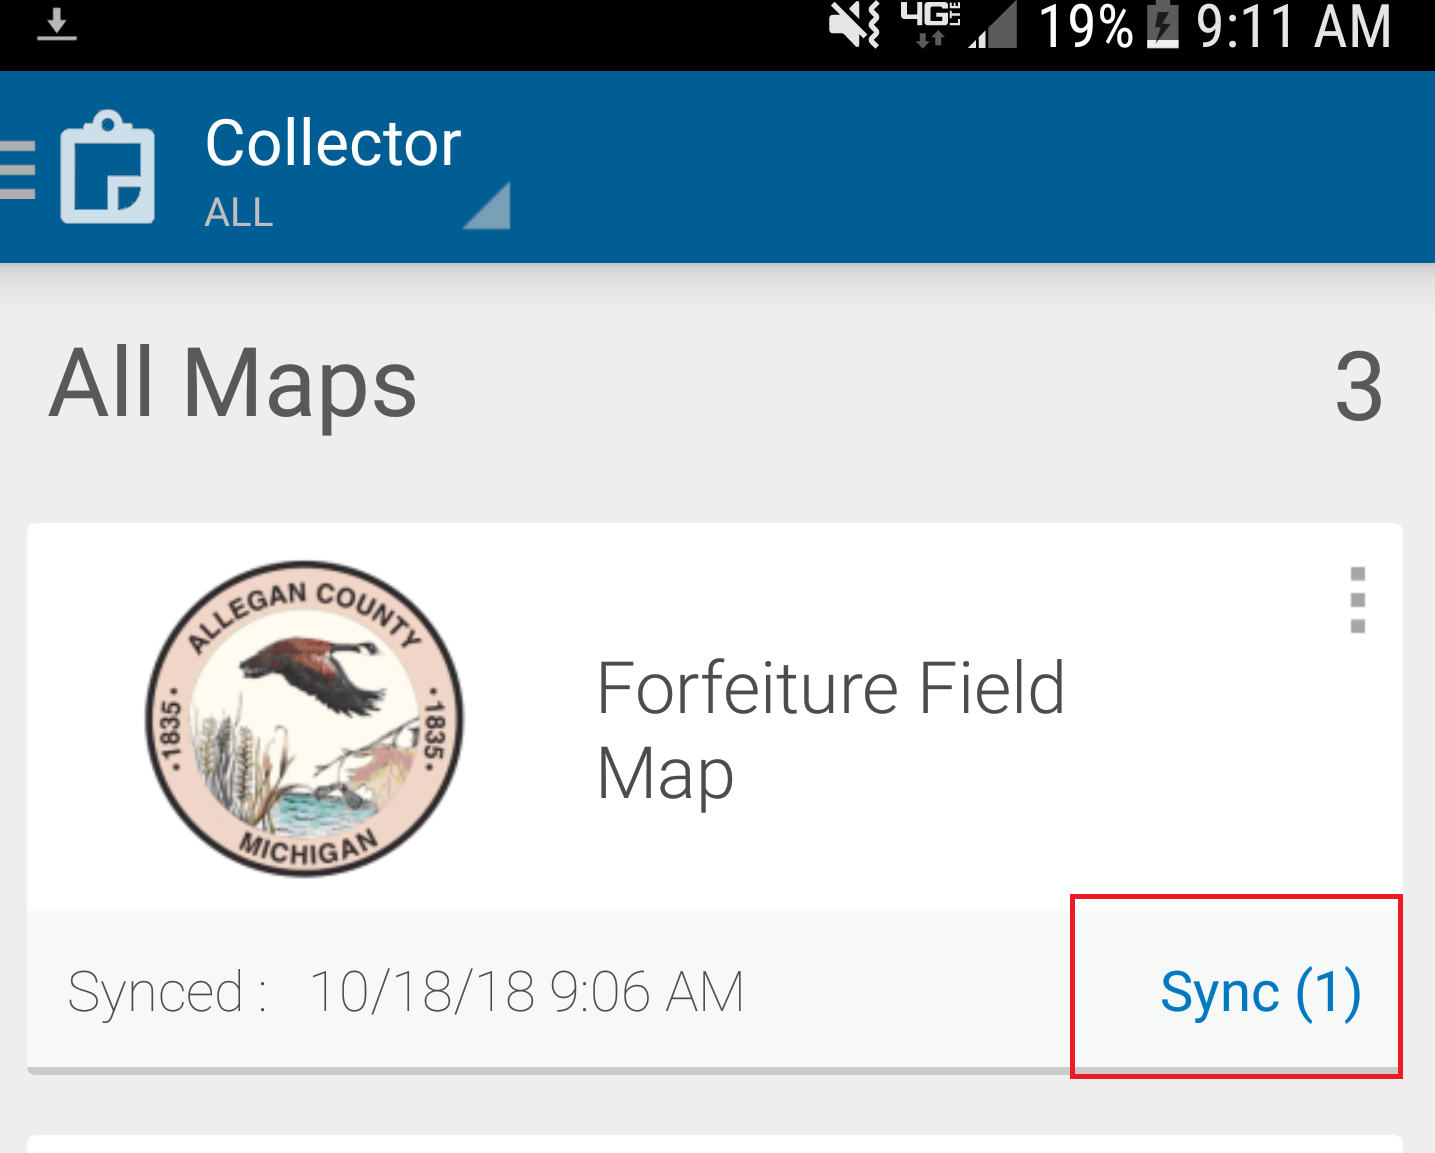 4G LTE 19% 9:11 AM
Collector
ALL
All Maps 3
ALLEGAN COUNTY
·1835· ·1835·
MICHIGAN
Forfeiture Field
Map
Synced : 10/18/18 9:06 AM Sync (1)